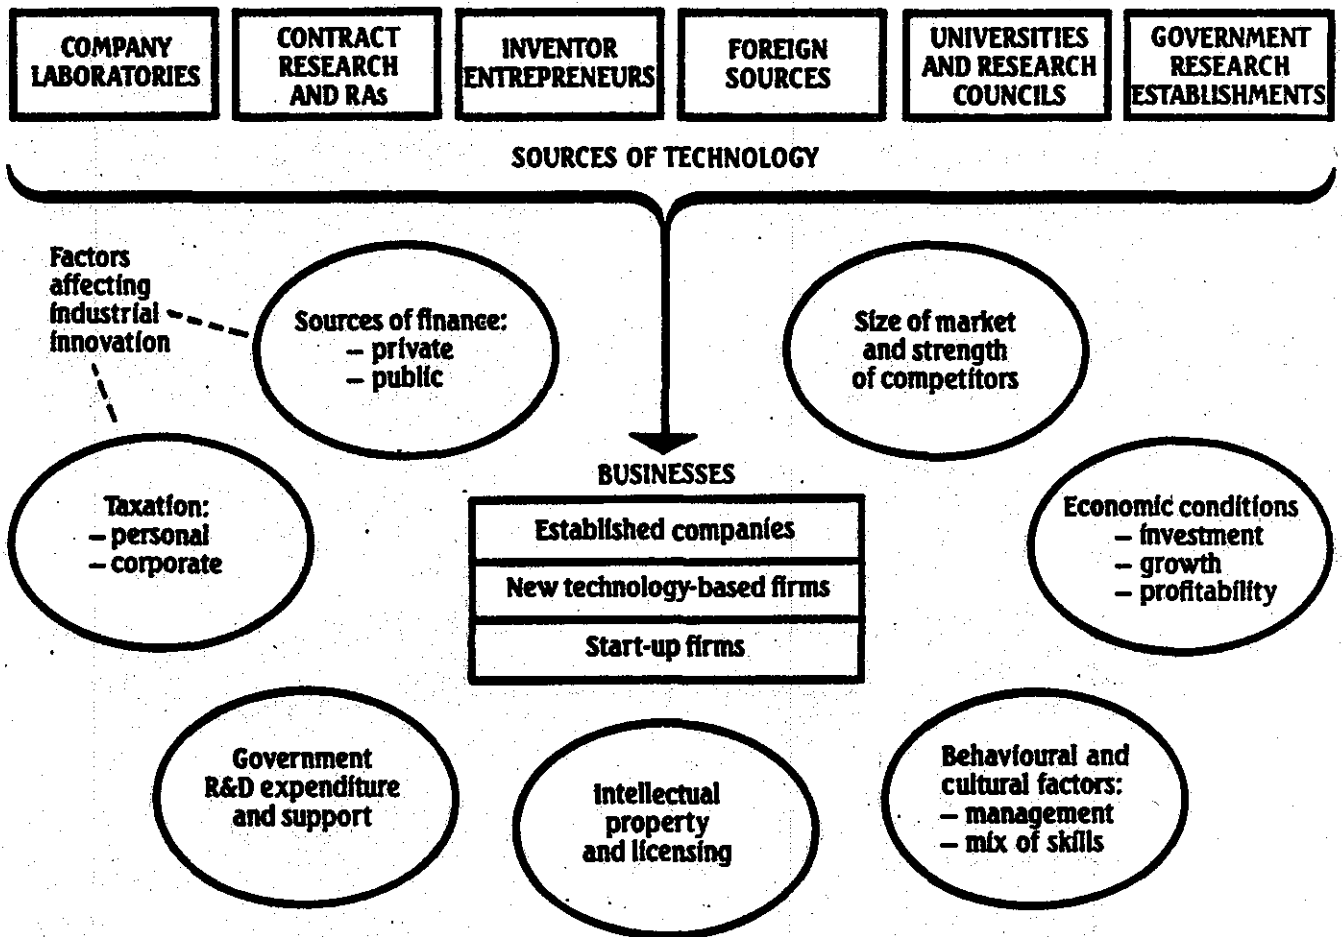 COMPANY
LABORATORIES
CONTRACT
RESEARCH
AND RAs
INVENTOR
ENTREPRENEURS
FOREIGN
SOURCES
UNIVERSITIES
AND RESEARCH
COUNCILS
GOVERNMENT
RESEARCH
ESTABLISHMENTS
SOURCES OF TECHNOLOGY
Factors
affecting
industrial
innovation
Sources of finance:
– private
– public
Size of market
and strength
of competitors
Taxation:
– personal
– corporate
BUSINESSES
Established companies
New technology-based firms
Start-up firms
Economic conditions
– investment
– growth
– profitability
Government
R&D expenditure
and support
Intellectual
property
and licensing
Behavioural and
cultural factors:
– management
– mix of skills